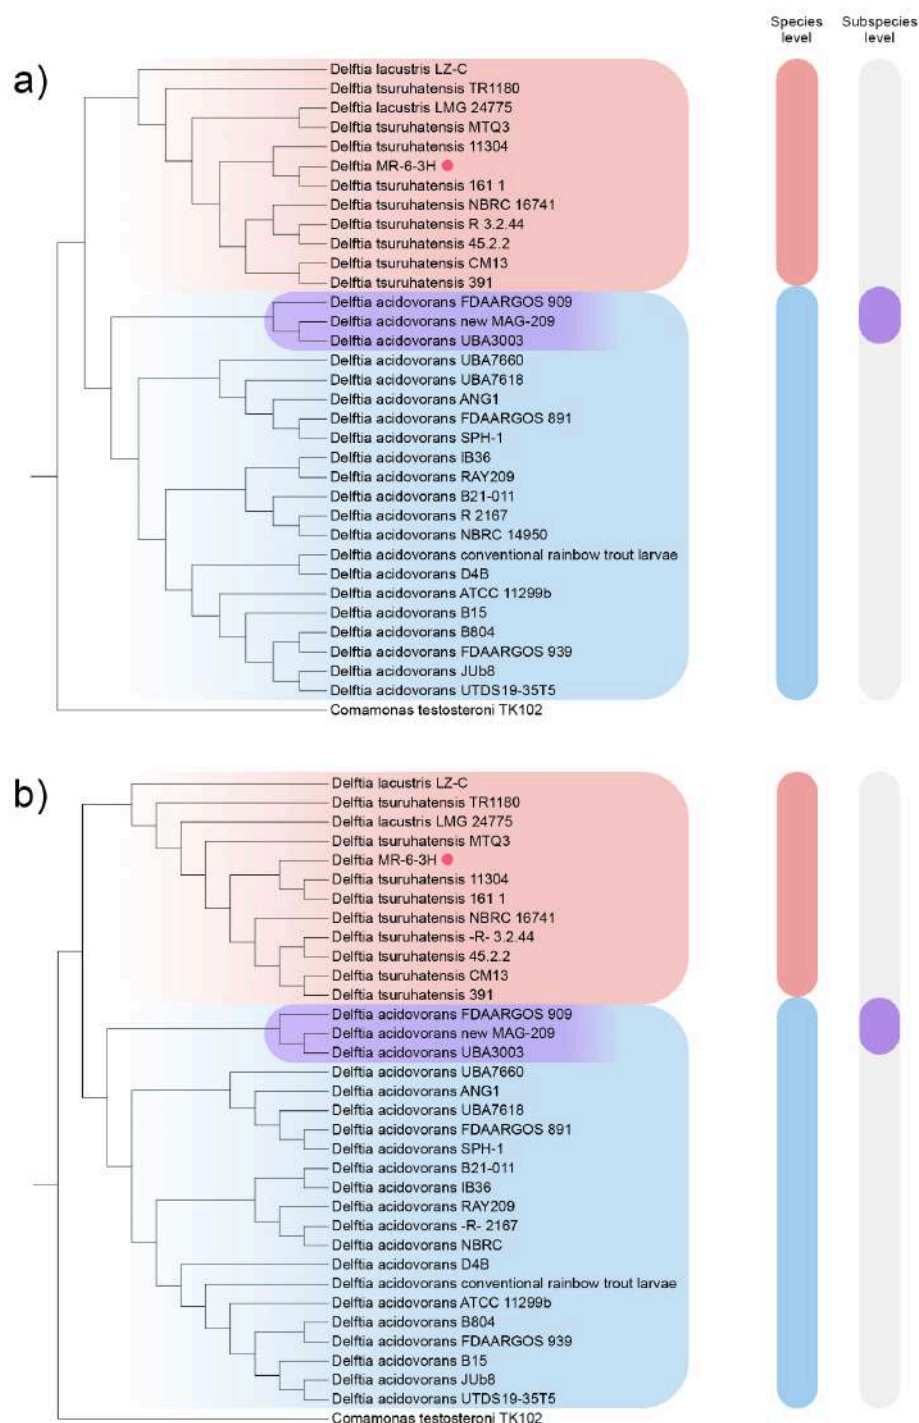 Species level
Subspecies level
a)
Delftia lacustris LZ-C
Delftia tsuruhatensis TR1180
Delftia lacustris LMG 24775
Delftia tsuruhatensis MTQ3
Delftia tsuruhatensis 11304
Delftia MR-6-3H
Delftia tsuruhatensis 161 1
Delftia tsuruhatensis NBRC 16741
Delftia tsuruhatensis R 3.2.44
Delftia tsuruhatensis 45.2.2
Delftia tsuruhatensis CM13
Delftia tsuruhatensis 391
Delftia acidovorans FDAARGOS 909
Delftia acidovorans new MAG-209
Delftia acidovorans UBA3003
Delftia acidovorans UBA7660
Delftia acidovorans UBA7618
Delftia acidovorans ANG1
Delftia acidovorans FDAARGOS 891
Delftia acidovorans SPH-1
Delftia acidovorans IB36
Delftia acidovorans RAY209
Delftia acidovorans B21-011
Delftia acidovorans R 2167
Delftia acidovorans NBRC 14950
Delftia acidovorans conventional rainbow trout larvae
Delftia acidovorans D4B
Delftia acidovorans ATCC 11299b
Delftia acidovorans B15
Delftia acidovorans B804
Delftia acidovorans FDAARGOS 939
Delftia acidovorans JUb8
Delftia acidovorans UTDS19-35T5
Comamonas testosteroni TK102
b)
Delftia lacustris LZ-C
Delftia tsuruhatensis TR1180
Delftia lacustris LMG 24775
Delftia tsuruhatensis MTQ3
Delftia MR-6-3H
Delftia tsuruhatensis 11304
Delftia tsuruhatensis 161 1
Delftia tsuruhatensis NBRC 16741
Delftia tsuruhatensis -R- 3.2.44
Delftia tsuruhatensis 45.2.2
Delftia tsuruhatensis CM13
Delftia tsuruhatensis 391
Delftia acidovorans FDAARGOS 909
Delftia acidovorans new MAG-209
Delftia acidovorans UBA3003
Delftia acidovorans UBA7660
Delftia acidovorans ANG1
Delftia acidovorans UBA7618
Delftia acidovorans FDAARGOS 891
Delftia acidovorans SPH-1
Delftia acidovorans B21-011
Delftia acidovorans IB36
Delftia acidovorans RAY209
Delftia acidovorans -R- 2167
Delftia acidovorans NBRC
Delftia acidovorans D4B
Delftia acidovorans conventional rainbow trout larvae
Delftia acidovorans ATCC 11299b
Delftia acidovorans B804
Delftia acidovorans FDAARGOS 939
Delftia acidovorans B15
Delftia acidovorans JUb8
Delftia acidovorans UTDS19-35T5
Comamonas testosteroni TK102